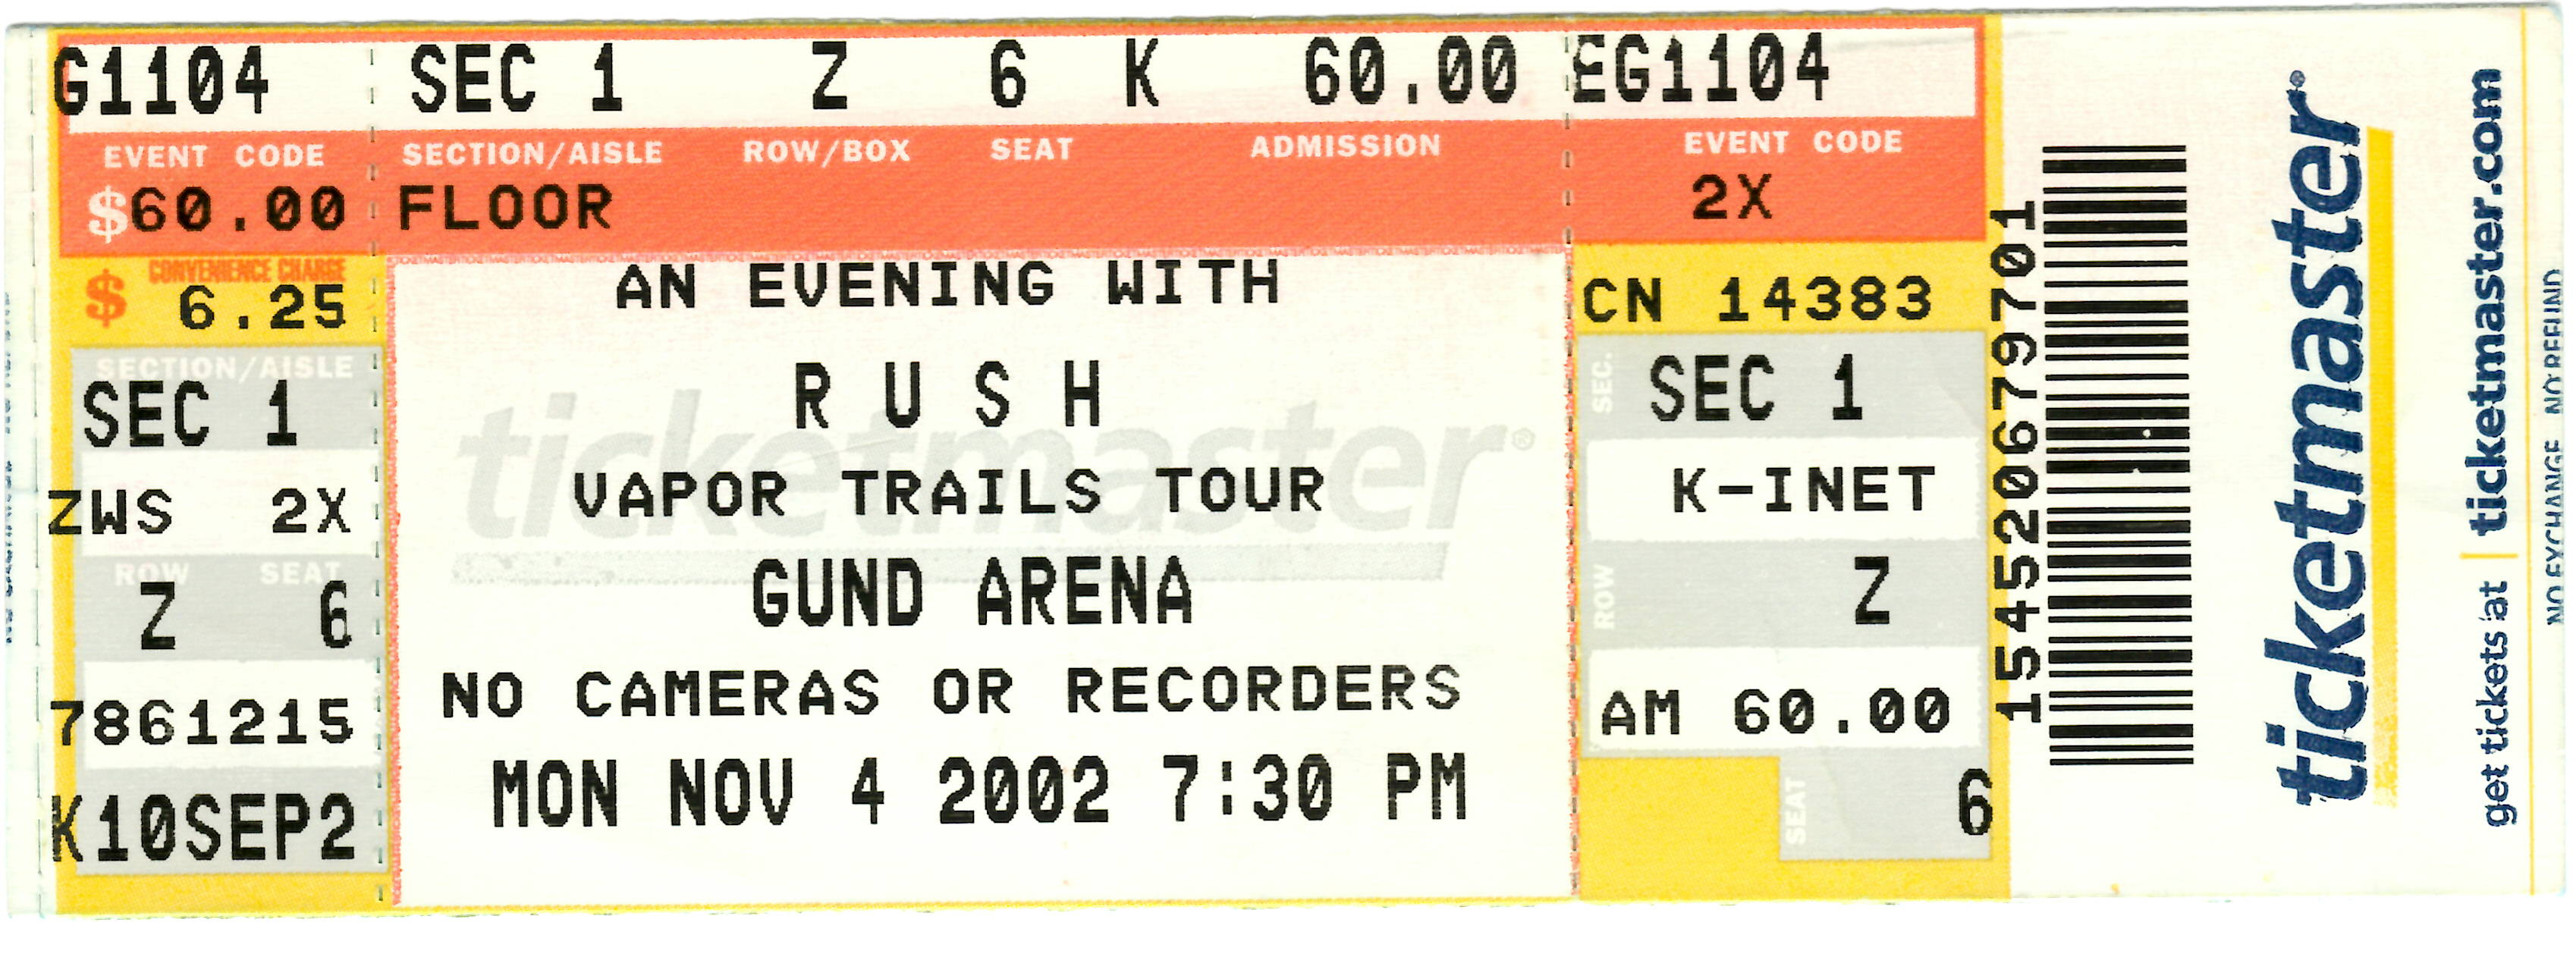 G1104 SEC 1 Z 6 K 60.00 EG1104
EVENT CODE SECTION/AISLE ROW/BOX SEAT ADMISSION EVENT CODE
$60.00 FLOOR 2X
CONVENIENCE CHARGE
$ 6.25
SECTION/AISLE
SEC 1
ZWS 2X
ROW SEAT
Z 6
7861215
K10SEP2
AN EVENING WITH
RUSH
ticketmaster®
VAPOR TRAILS TOUR
GUND ARENA
NO CAMERAS OR RECORDERS
MON NOV 4 2002 7:30 PM
CN 14383
SEC. SEC 1
K-INET
ROW Z
AM 60.00
SEAT 6
154520679701
ticketmaster®
get tickets at | ticketmaster.com
NO EXCHANGE NO REFUND